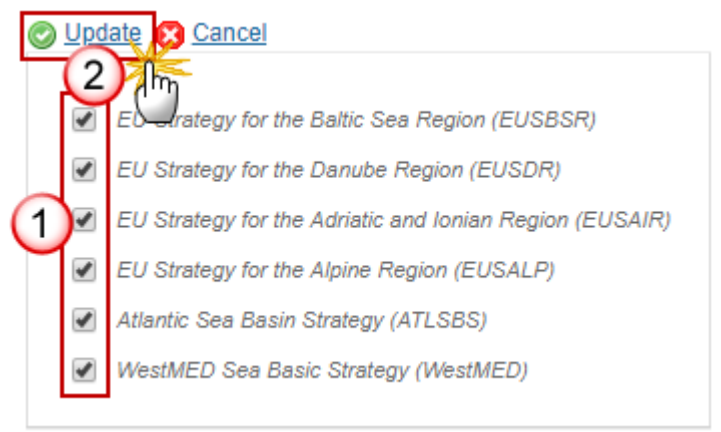 Update Cancel
2
EU Strategy for the Baltic Sea Region (EUSBSR)
EU Strategy for the Danube Region (EUSDR)
1
EU Strategy for the Adriatic and Ionian Region (EUSAIR)
EU Strategy for the Alpine Region (EUSALP)
Atlantic Sea Basin Strategy (ATLSBS)
WestMED Sea Basic Strategy (WestMED)